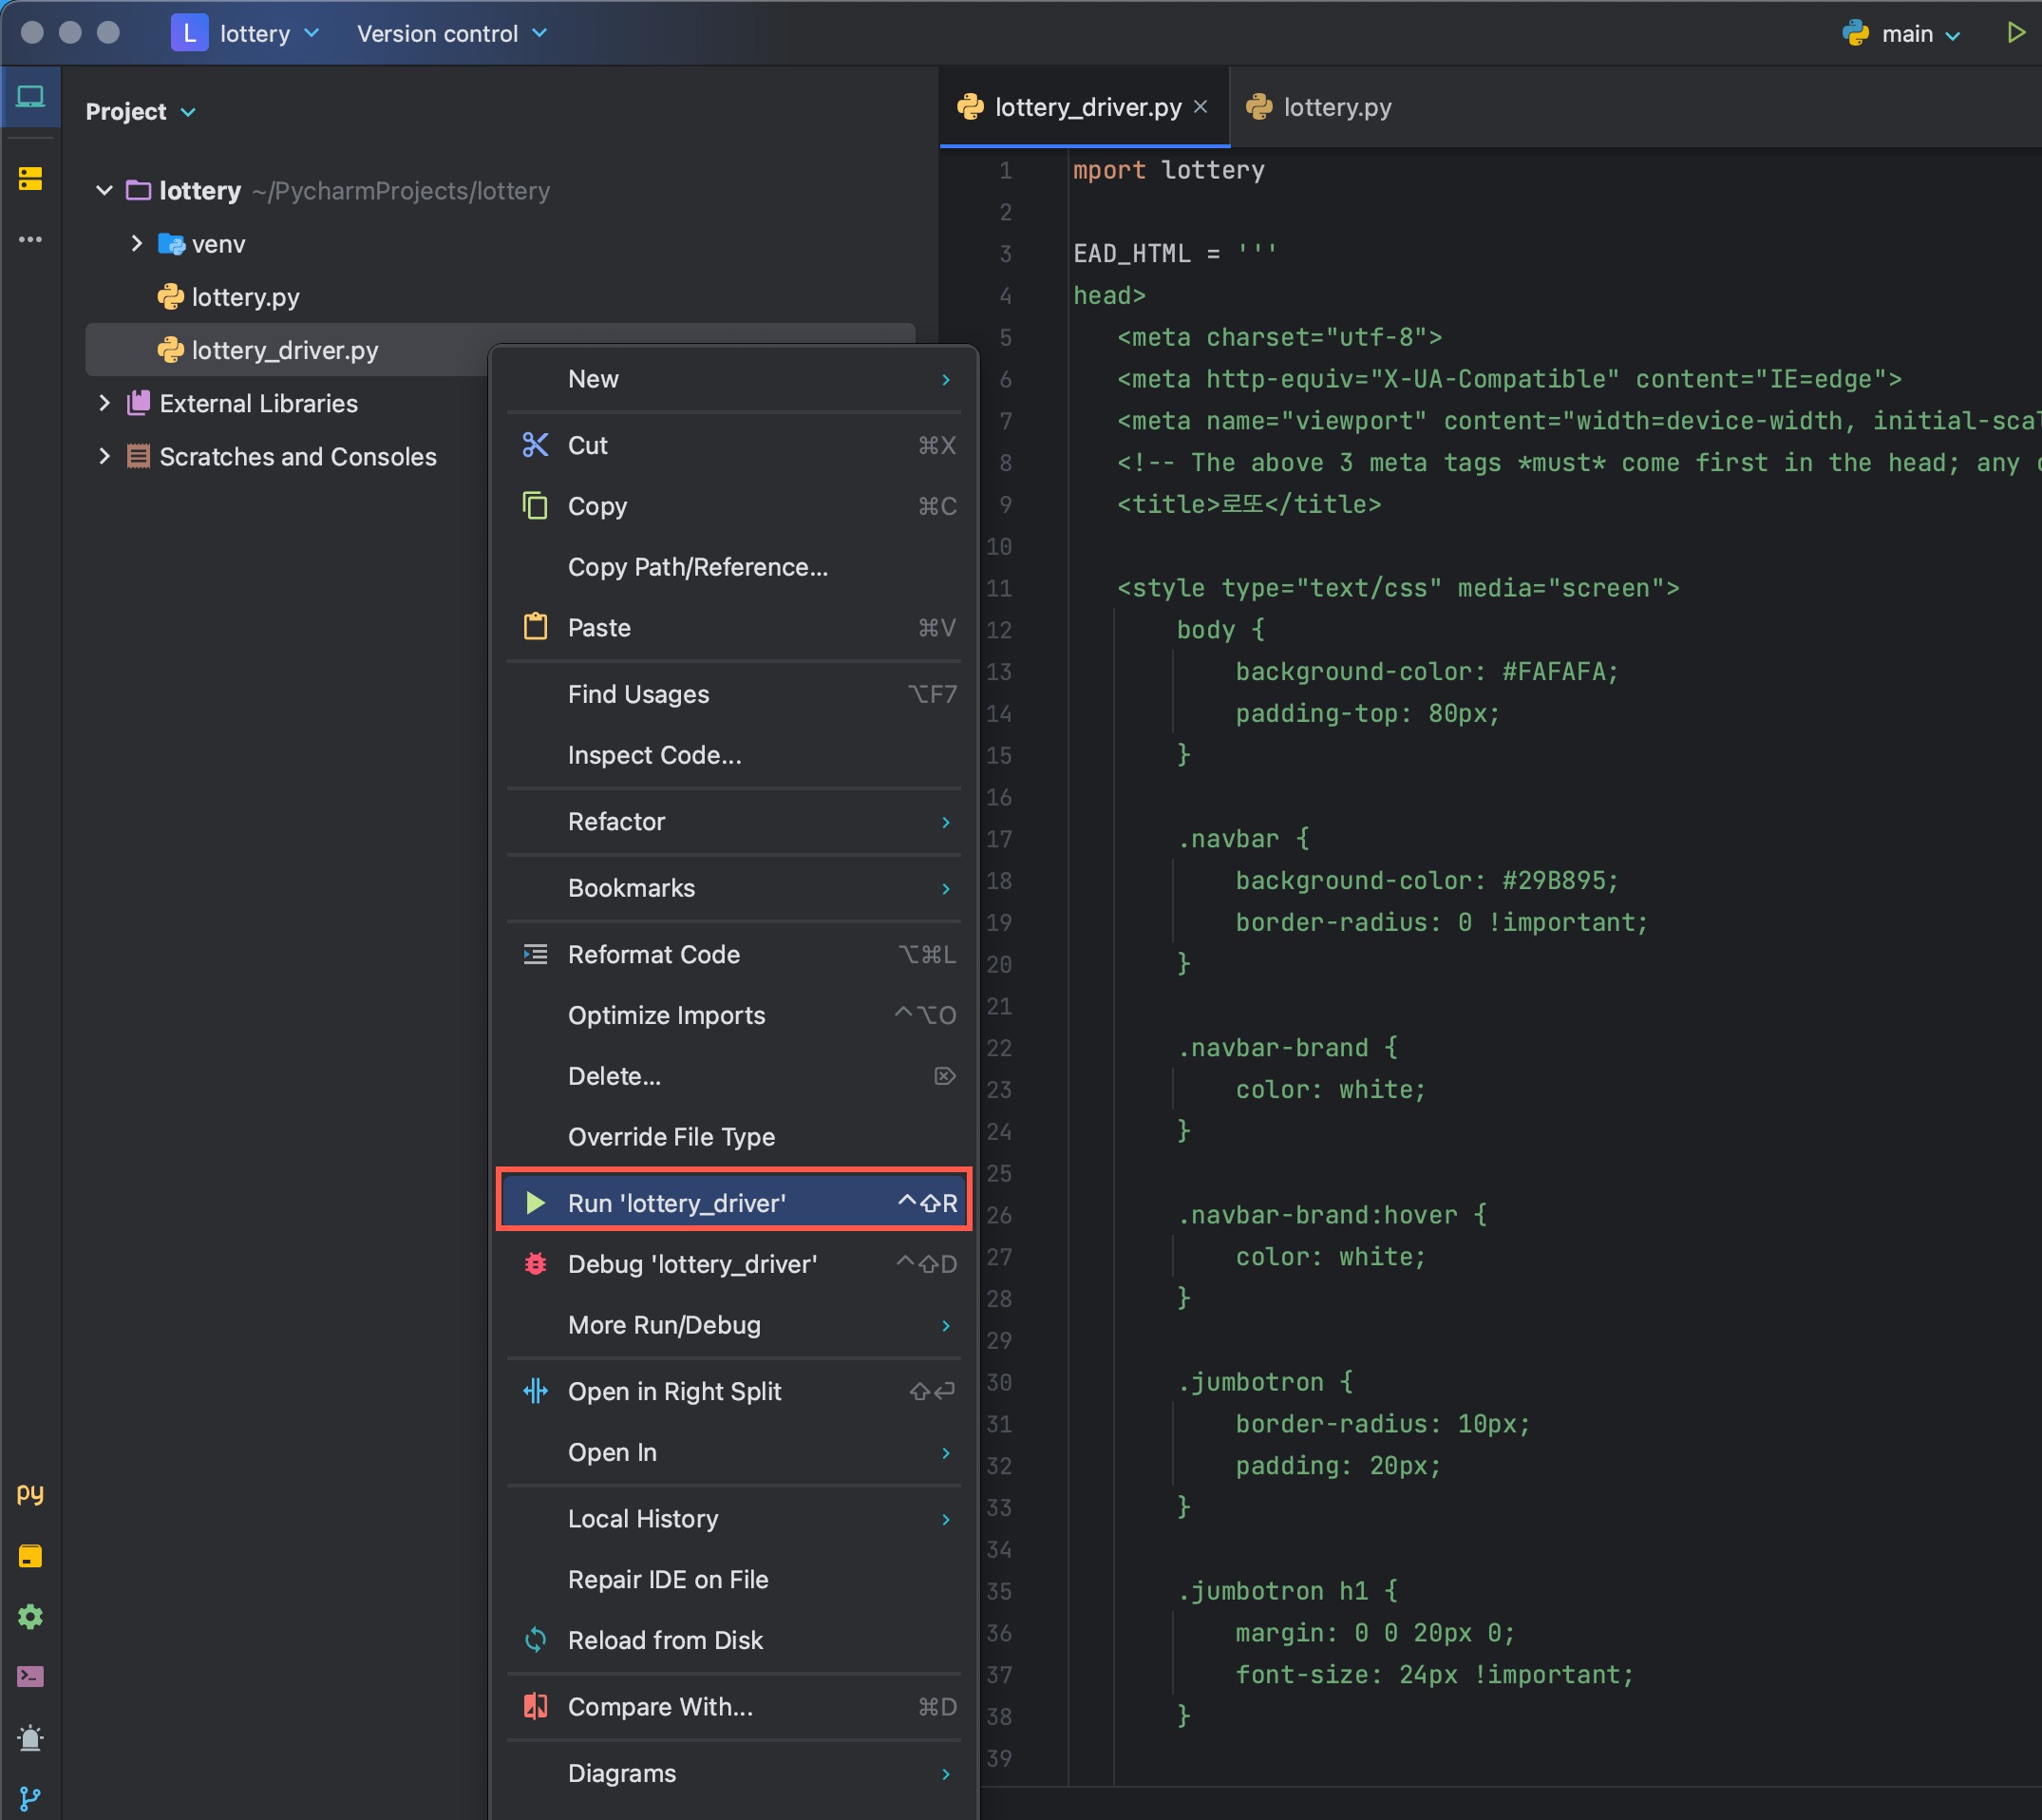 L lottery Version control main
Project
lottery ~/PycharmProjects/lottery
venv
lottery.py
lottery_driver.py
External Libraries
Scratches and Consoles
py
New
Cut ⌘X
Copy ⌘C
Copy Path/Reference...
Paste ⌘V
Find Usages ⌥F7
Inspect Code...
Refactor
Bookmarks
Reformat Code ⌥⌘L
Optimize Imports ^⌥O
Delete... ⌦
Override File Type
Run 'lottery_driver' ^⇧R
Debug 'lottery_driver' ^⇧D
More Run/Debug
Open in Right Split ⇧⏎
Open In
Local History
Repair IDE on File
Reload from Disk
Compare With... ⌘D
Diagrams
lottery_driver.py × lottery.py
1 mport lottery
2
3 EAD_HTML = '''
4 head>
5 <meta charset="utf-8">
6 <meta http-equiv="X-UA-Compatible" content="IE=edge">
7 <meta name="viewport" content="width=device-width, initial-scal
8 <!-- The above 3 meta tags *must* come first in the head; any
9 <title>로또</title>
10
11 <style type="text/css" media="screen">
12 body {
13 background-color: #FAFAFA;
14 padding-top: 80px;
15 }
16
17 .navbar {
18 background-color: #29B895;
19 border-radius: 0 !important;
20 }
21
22 .navbar-brand {
23 color: white;
24 }
25
26 .navbar-brand:hover {
27 color: white;
28 }
29
30 .jumbotron {
31 border-radius: 10px;
32 padding: 20px;
33 }
34
35 .jumbotron h1 {
36 margin: 0 0 20px 0;
37 font-size: 24px !important;
38 }
39